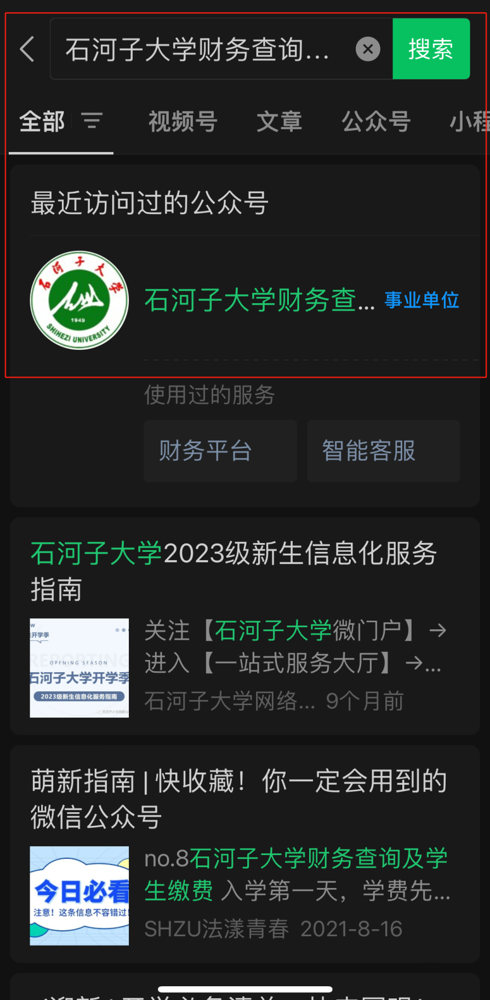 石河子大学财务查询...
搜索
全部
视频号
文章
公众号
小程
最近访问过的公众号
石河子大学
1949
SHIHEZI UNIVERSITY
石河子大学财务查...
事业单位
使用过的服务
财务平台
智能客服
石河子大学2023级新生信息化服务
指南
W
开学季
REPORTING
OPENING SEASON
石河子大学开学季
2023级新生信息化服务指南
关注【石河子大学微门户】→
进入【一站式服务大厅】→...
石河子大学网络... 9个月前
萌新指南 | 快收藏！你一定会用到的
微信公众号
今日必看
注意！这条信息不容错过!
no.8石河子大学财务查询及学
生缴费 入学第一天，学费先...
SHZU法漾青春 2021-8-16